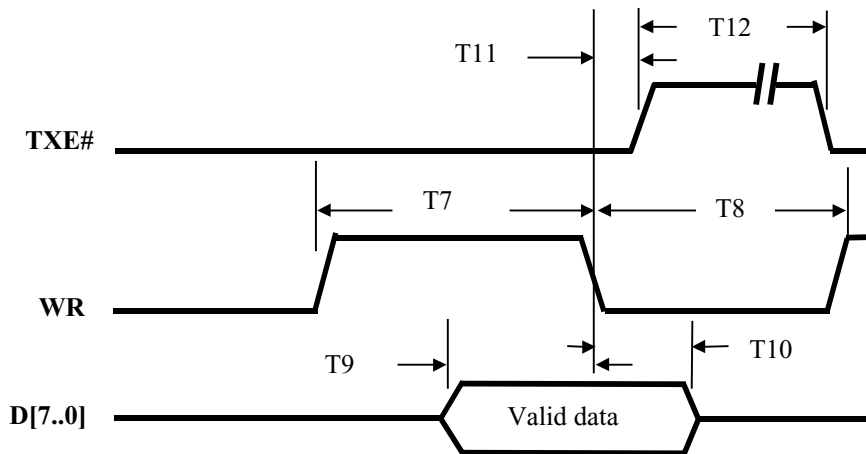 T12
T11
TXE#
T7
T8
WR
T9
T10
D[7..0]
Valid data